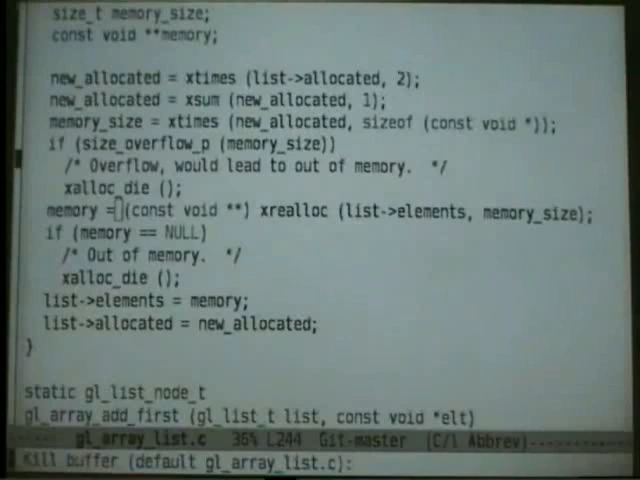 size_t memory_size;
const void **memory;
new_allocated = xtimes (list->allocated, 2);
new_allocated = xsum (new_allocated, 1);
memory_size = xtimes (new_allocated, sizeof (const void *));
if (size_overflow_p (memory_size))
/* Overflow, would lead to out of memory.  */
xalloc_die ();
memory = (const void **) xrealloc (list->elements, memory_size);
if (memory == NULL)
/* Out of memory.  */
xalloc_die ();
list->elements = memory;
list->allocated = new_allocated;
}
static gl_list_node_t
gl_array_add_first (gl_list_t list, const void *elt)
gl_array_list.c 36% L244 Git-master (C/l Abbrev)
Kill buffer (default gl_array_list.c):